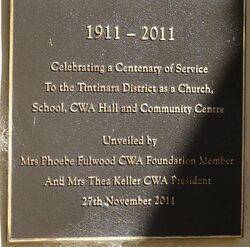 1911 – 2011
Celebrating a Centenary of Service
To the Tintinara District as a Church,
School, CWA Hall and Community Centre
Unveiled by
Mrs Phoebe Fulwood CWA Foundation Member
And Mrs Thea Keller CWA President
27th November 2011